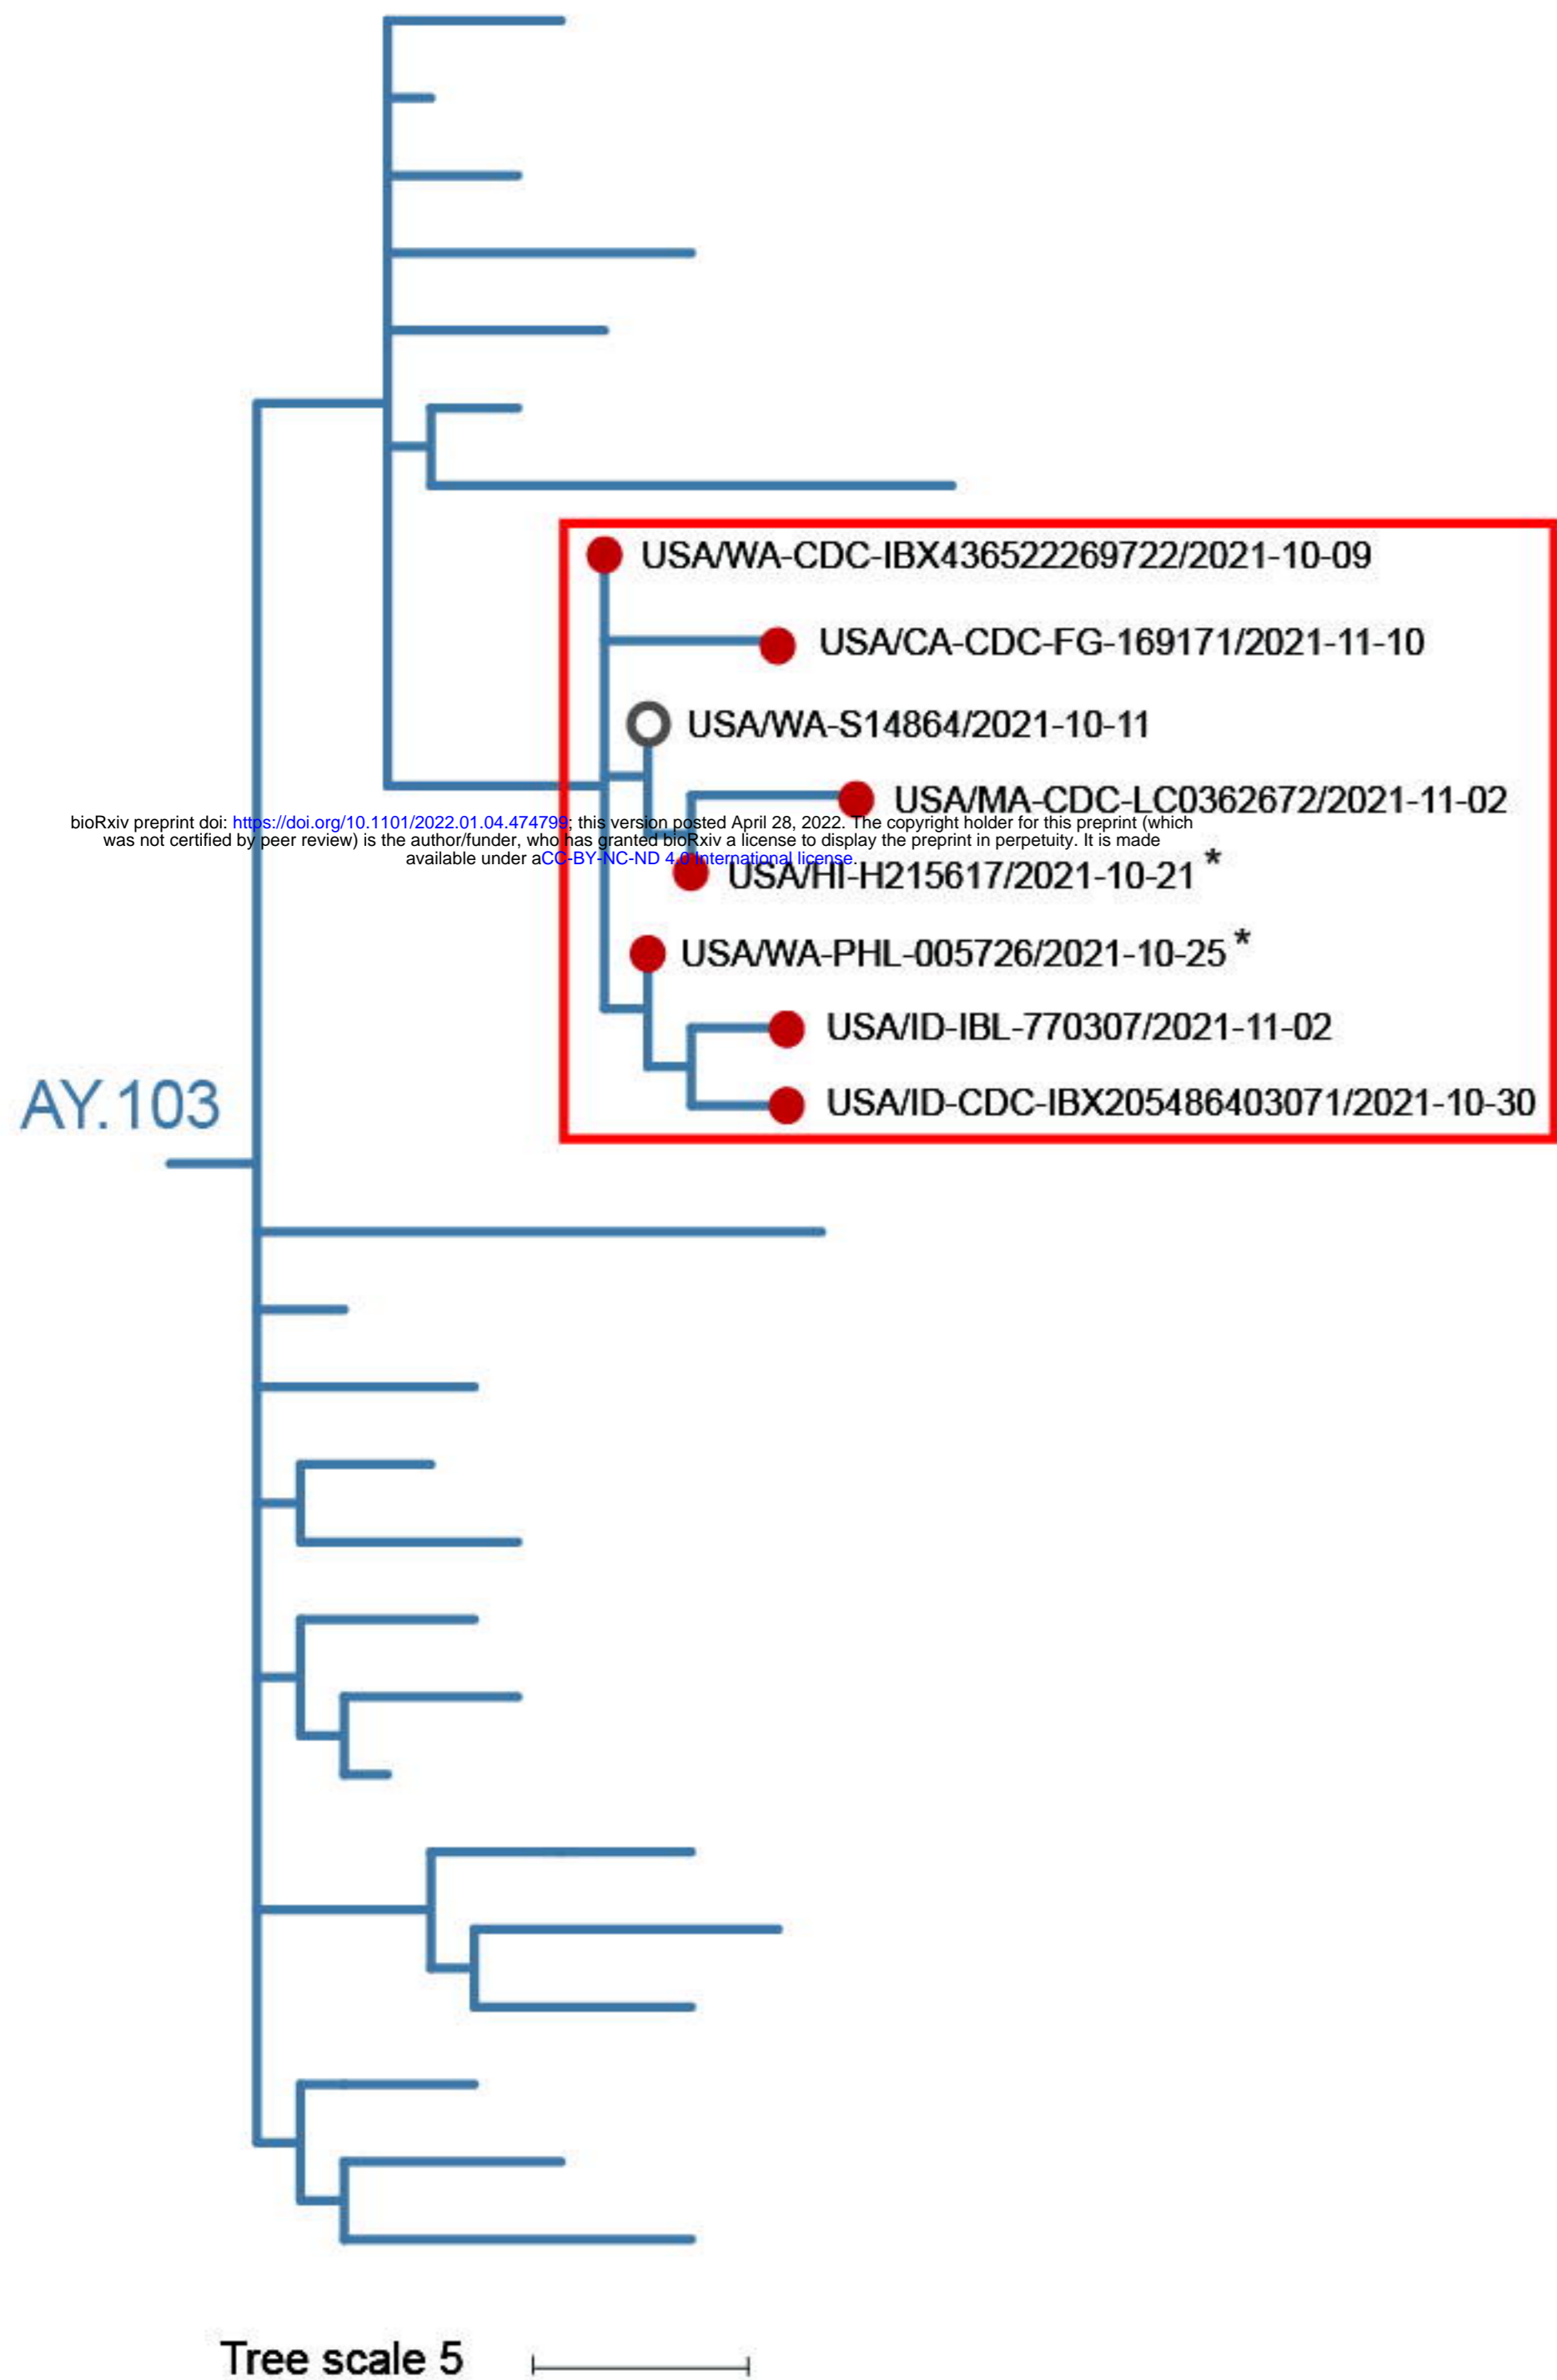 USA/WA-CDC-IBX436522269722/2021-10-09
USA/CA-CDC-FG-169171/2021-11-10
USA/WA-S14864/2021-10-11
USA/MA-CDC-LC0362672/2021-11-02
bioRxiv preprint doi: https://doi.org/10.1101/2022.01.04.474799; this version posted April 28, 2022. The copyright holder for this preprint (which
was not certified by peer review) is the author/funder, who has granted bioRxiv a license to display the preprint in perpetuity. It is made
available under aCC-BY-NC-ND 4.0 International license.
USA/HI-H215617/2021-10-21 *
USA/WA-PHL-005726/2021-10-25 *
USA/ID-IBL-770307/2021-11-02
USA/ID-CDC-IBX205486403071/2021-10-30
AY.103
Tree scale 5